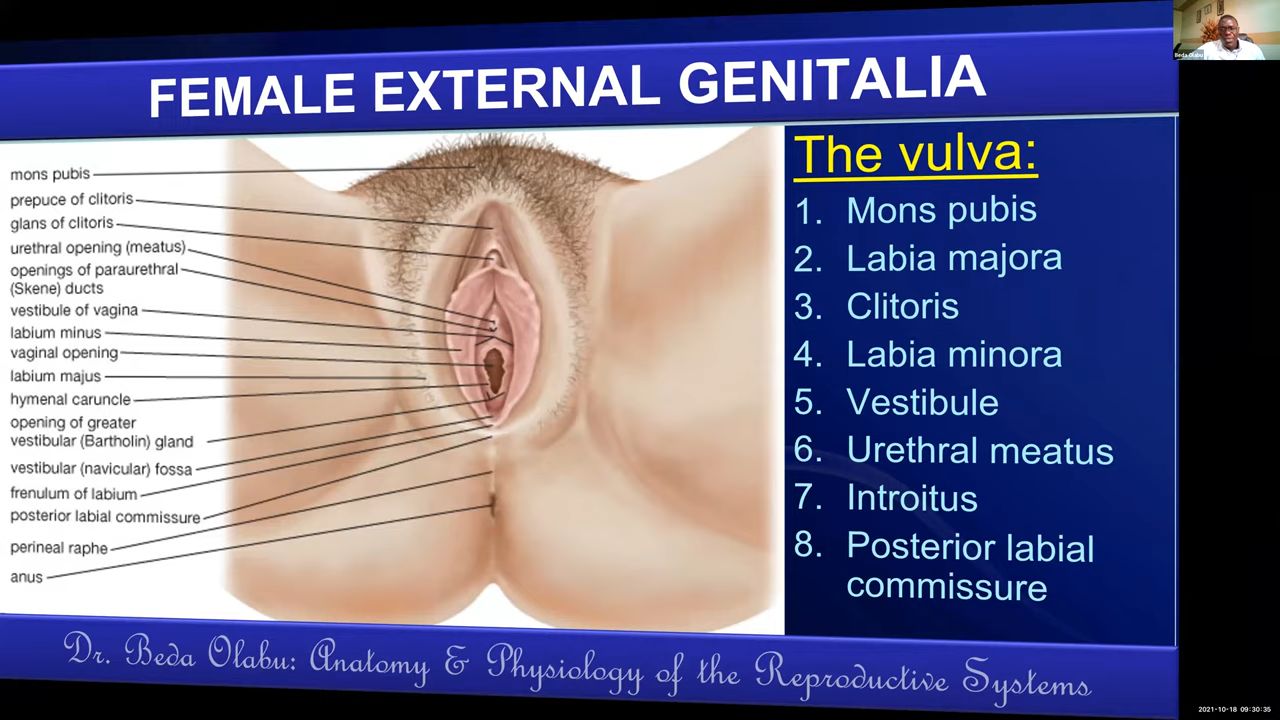 Beda Olabu
FEMALE EXTERNAL GENITALIA
mons pubis
prepuce of clitoris
glans of clitoris
urethral opening (meatus)
openings of paraurethral
(Skene) ducts
vestibule of vagina
labium minus
vaginal opening
labium majus
hymenal caruncle
opening of greater
vestibular (Bartholin) gland
vestibular (navicular) fossa
frenulum of labium
posterior labial commissure
perineal raphe
anus
The vulva:
1. Mons pubis
2. Labia majora
3. Clitoris
4. Labia minora
5. Vestibule
6. Urethral meatus
7. Introitus
8. Posterior labial
commissure
Dr. Beda Olabu: Anatomy & Physiology of the Reproductive Systems
2021-10-18 09:30:35